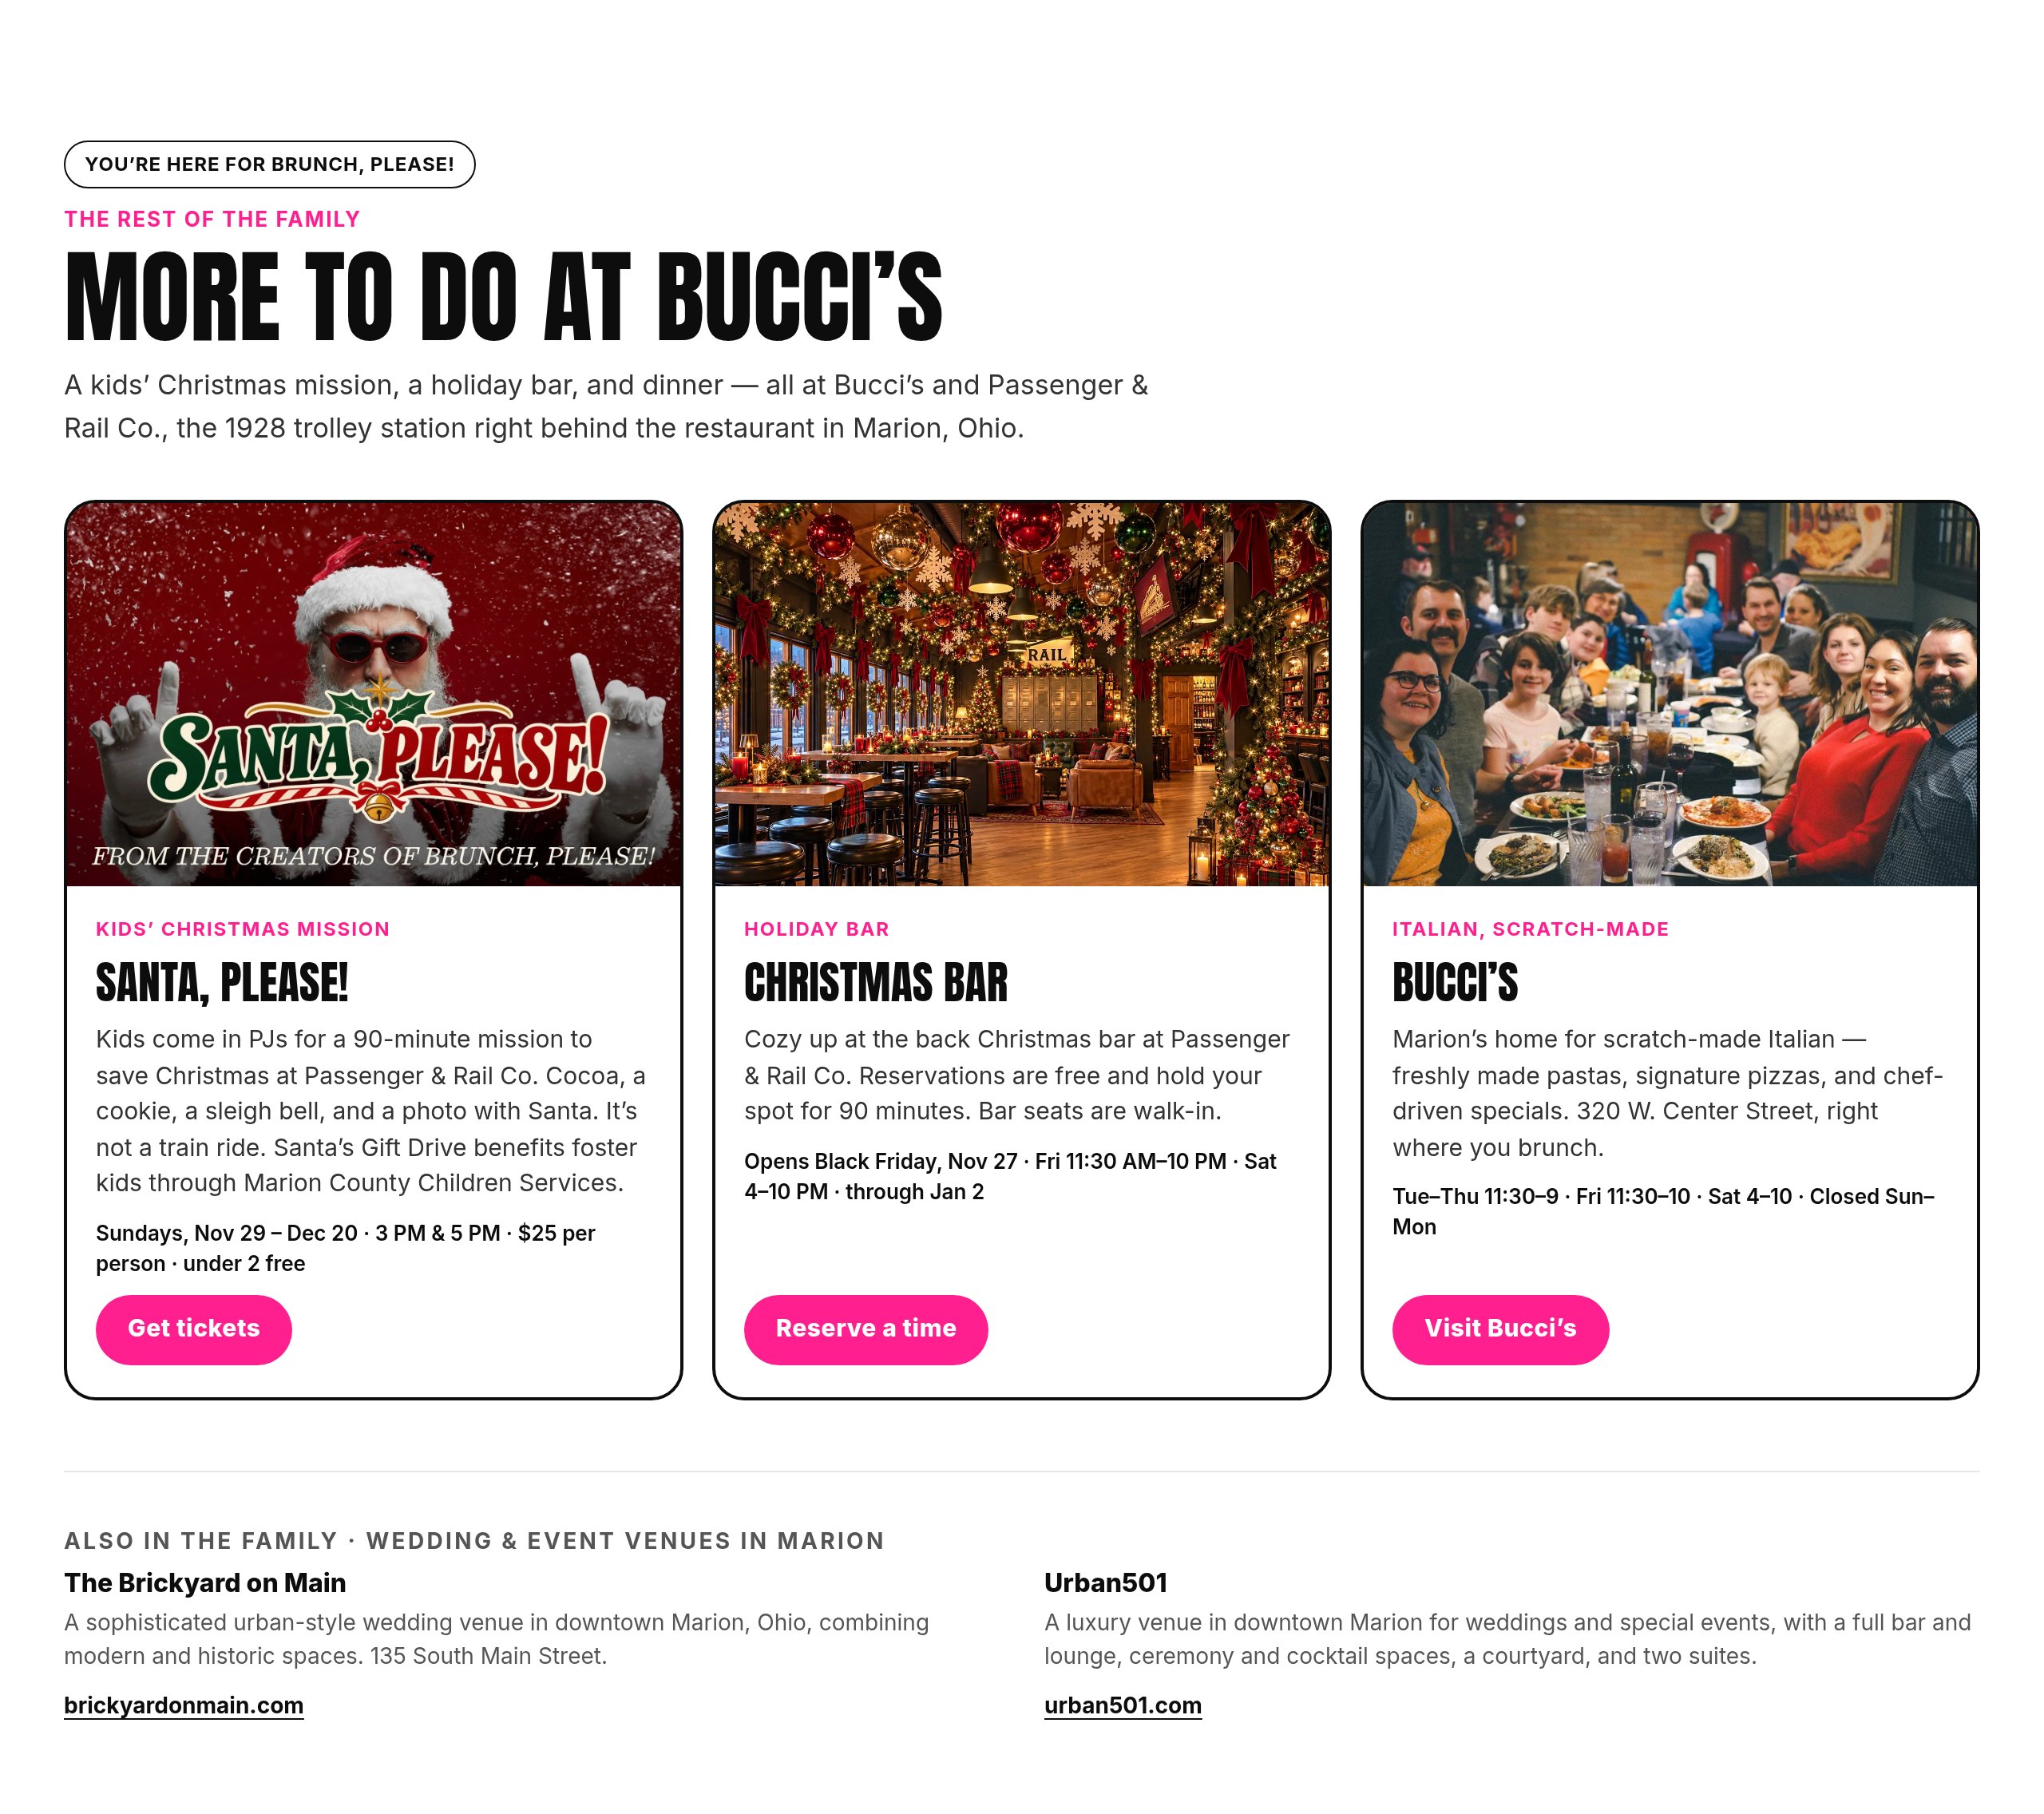 YOU’RE HERE FOR BRUNCH, PLEASE!
THE REST OF THE FAMILY
MORE TO DO AT BUCCI’S
A kids’ Christmas mission, a holiday bar, and dinner — all at Bucci’s and Passenger &
Rail Co., the 1928 trolley station right behind the restaurant in Marion, Ohio.
SANTA, PLEASE!
FROM THE CREATORS OF BRUNCH, PLEASE!
KIDS’ CHRISTMAS MISSION
SANTA, PLEASE!
Kids come in PJs for a 90-minute mission to
save Christmas at Passenger & Rail Co. Cocoa, a
cookie, a sleigh bell, and a photo with Santa. It’s
not a train ride. Santa’s Gift Drive benefits foster
kids through Marion County Children Services.
Sundays, Nov 29 – Dec 20 · 3 PM & 5 PM · $25 per
person · under 2 free
Get tickets
RAIL
HOLIDAY BAR
CHRISTMAS BAR
Cozy up at the back Christmas bar at Passenger
& Rail Co. Reservations are free and hold your
spot for 90 minutes. Bar seats are walk-in.
Opens Black Friday, Nov 27 · Fri 11:30 AM–10 PM · Sat
4–10 PM · through Jan 2
Reserve a time
ITALIAN, SCRATCH-MADE
BUCCI’S
Marion’s home for scratch-made Italian —
freshly made pastas, signature pizzas, and chef-
driven specials. 320 W. Center Street, right
where you brunch.
Tue–Thu 11:30–9 · Fri 11:30–10 · Sat 4–10 · Closed Sun–
Mon
Visit Bucci’s
ALSO IN THE FAMILY · WEDDING & EVENT VENUES IN MARION
The Brickyard on Main
A sophisticated urban-style wedding venue in downtown Marion, Ohio, combining
modern and historic spaces. 135 South Main Street.
brickyardonmain.com
Urban501
A luxury venue in downtown Marion for weddings and special events, with a full bar and
lounge, ceremony and cocktail spaces, a courtyard, and two suites.
urban501.com